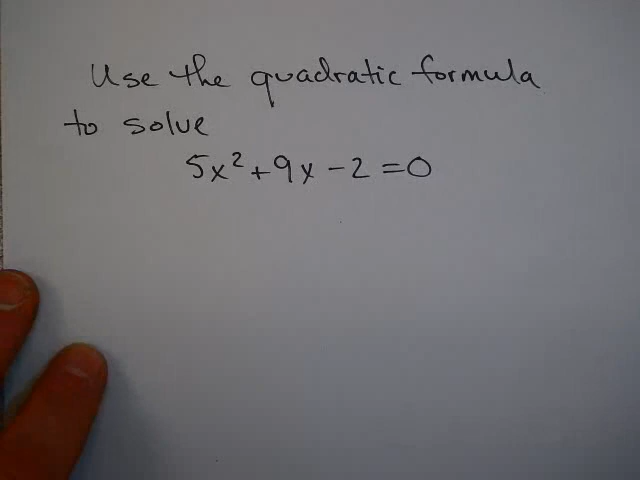 Use the quadratic formula
to solve
5x²+9x-2=0